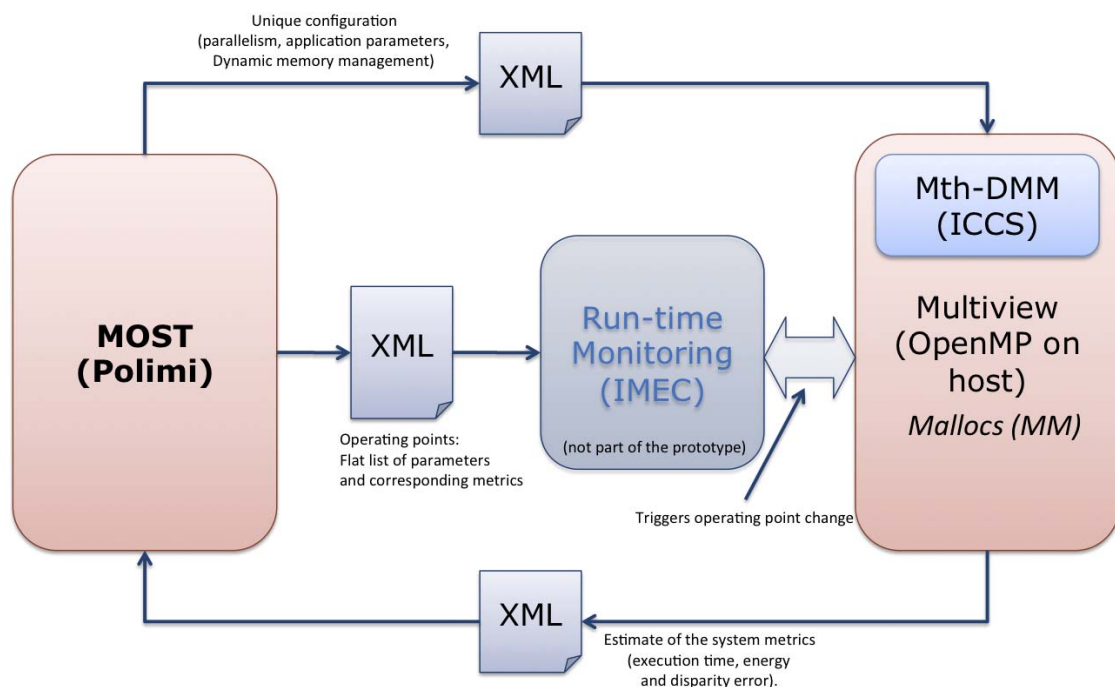 Unique configuration
(parallelism, application parameters,
Dynamic memory management)
XML
Mth-DMM
(ICCS)
MOST
(Polimi)
XML
Run-time
Monitoring
(IMEC)
(not part of the prototype)
Multiview
(OpenMP on
host)
Mallocs (MM)
Operating points:
Flat list of parameters
and corresponding metrics
Triggers operating point change
XML
Estimate of the system metrics
(execution time, energy
and disparity error).